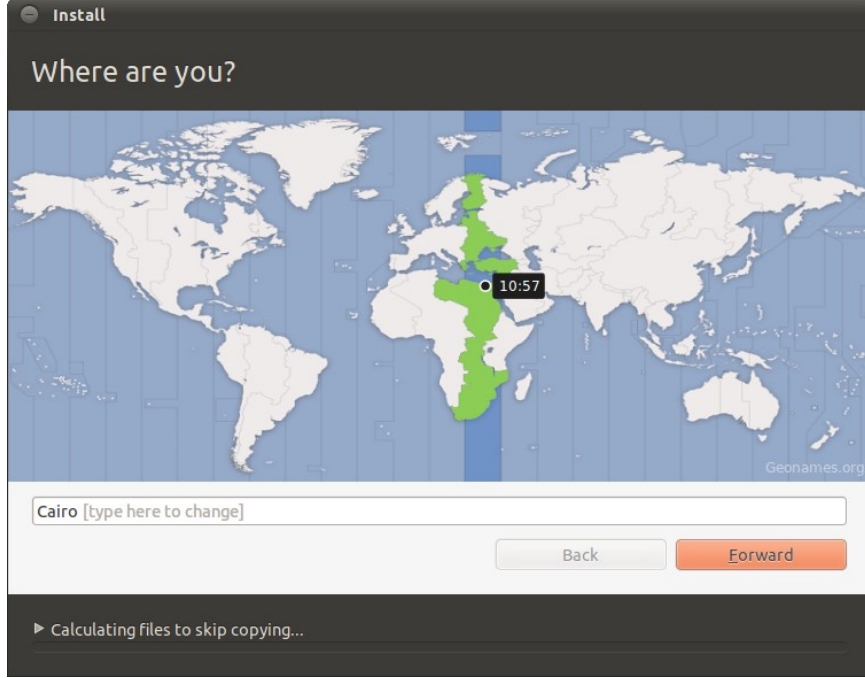 Install
Where are you?
10:57
Geonames.org
Cairo [type here to change]
Back
Forward
Calculating files to skip copying...